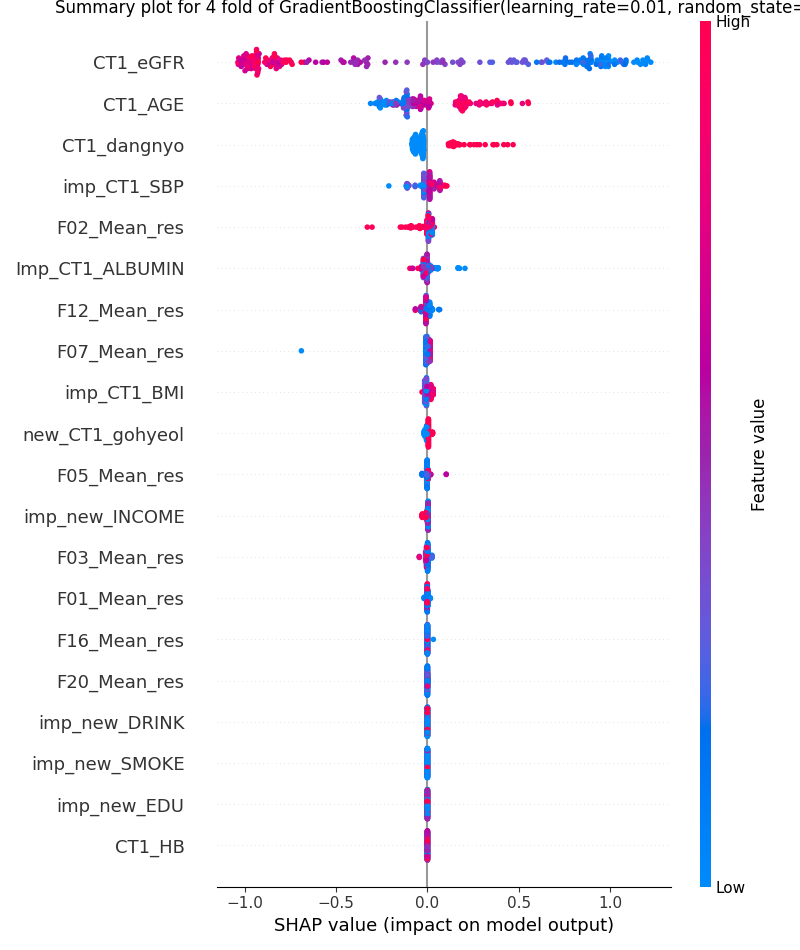 Summary plot for 4 fold of GradientBoostingClassifier(learning_rate=0.01, random_state=
High
CT1_eGFR
CT1_AGE
CT1_dangnyo
imp_CT1_SBP
F02_Mean_res
Imp_CT1_ALBUMIN
F12_Mean_res
F07_Mean_res
imp_CT1_BMI
new_CT1_gohyeol
F05_Mean_res
imp_new_INCOME
F03_Mean_res
F01_Mean_res
F16_Mean_res
F20_Mean_res
imp_new_DRINK
imp_new_SMOKE
imp_new_EDU
CT1_HB
Feature value
Low
−1.0 −0.5 0.0 0.5 1.0
SHAP value (impact on model output)